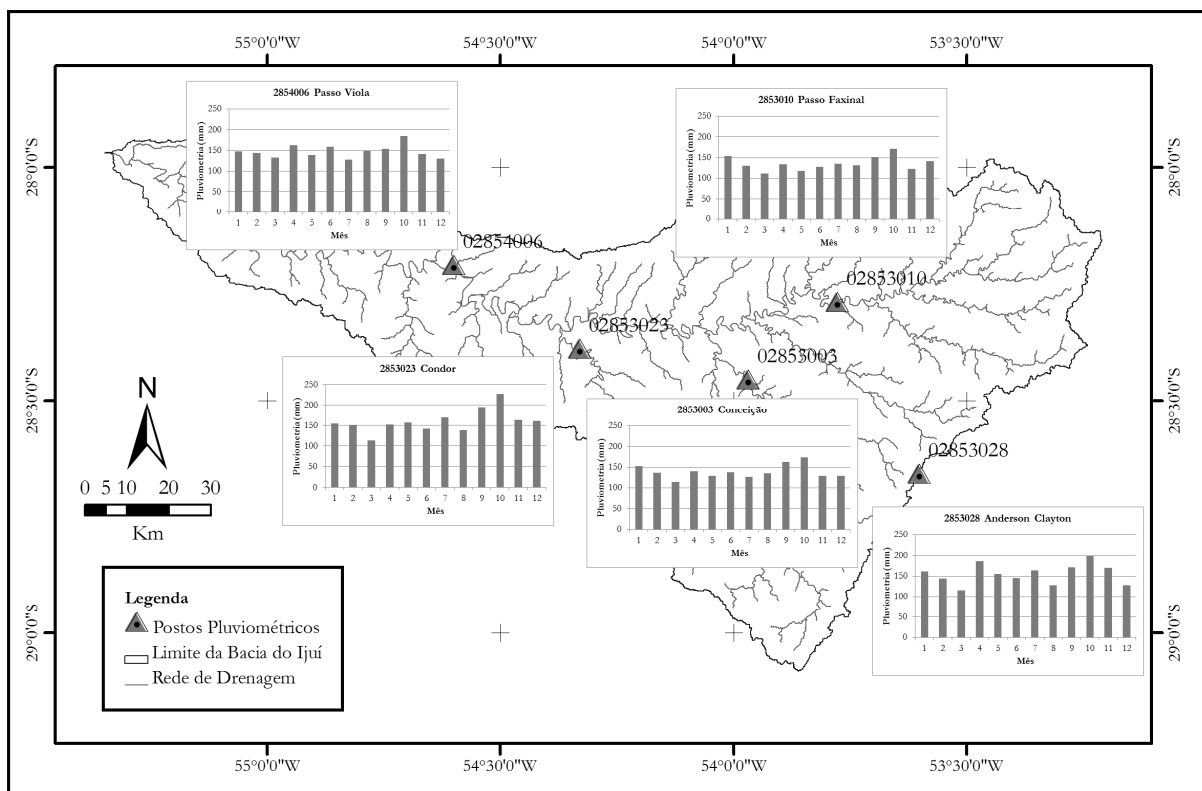 55°0'0"W 54°30'0"W 54°0'0"W 53°30'0"W
28°0'0"S
28°30'0"S
29°0'0"S
2854006 Passo Viola
Pluviometria (mm)
250
200
150
100
50
0
1 2 3 4 5 6 7 8 9 10 11 12
Mês
2853010 Passo Faxinal
Pluviometria (mm)
250
200
150
100
50
0
1 2 3 4 5 6 7 8 9 10 11 12
Mês
28°0'0"S
28°30'0"S
29°0'0"S
02854006
02853010
02853023
02853003
02853028
2853023 Condor
Pluviometria (mm)
250
200
150
100
50
0
1 2 3 4 5 6 7 8 9 10 11 12
Mês
2853003 Conceição
Pluviometria (mm)
250
200
150
100
50
0
1 2 3 4 5 6 7 8 9 10 11 12
Mês
2853028 Anderson Clayton
Pluviometria (mm)
250
200
150
100
50
0
1 2 3 4 5 6 7 8 9 10 11 12
Mês
N
0 5 10 20 30
Km
Legenda
Postos Pluviométricos
Limite da Bacia do Ijuí
Rede de Drenagem
55°0'0"W 54°30'0"W 54°0'0"W 53°30'0"W